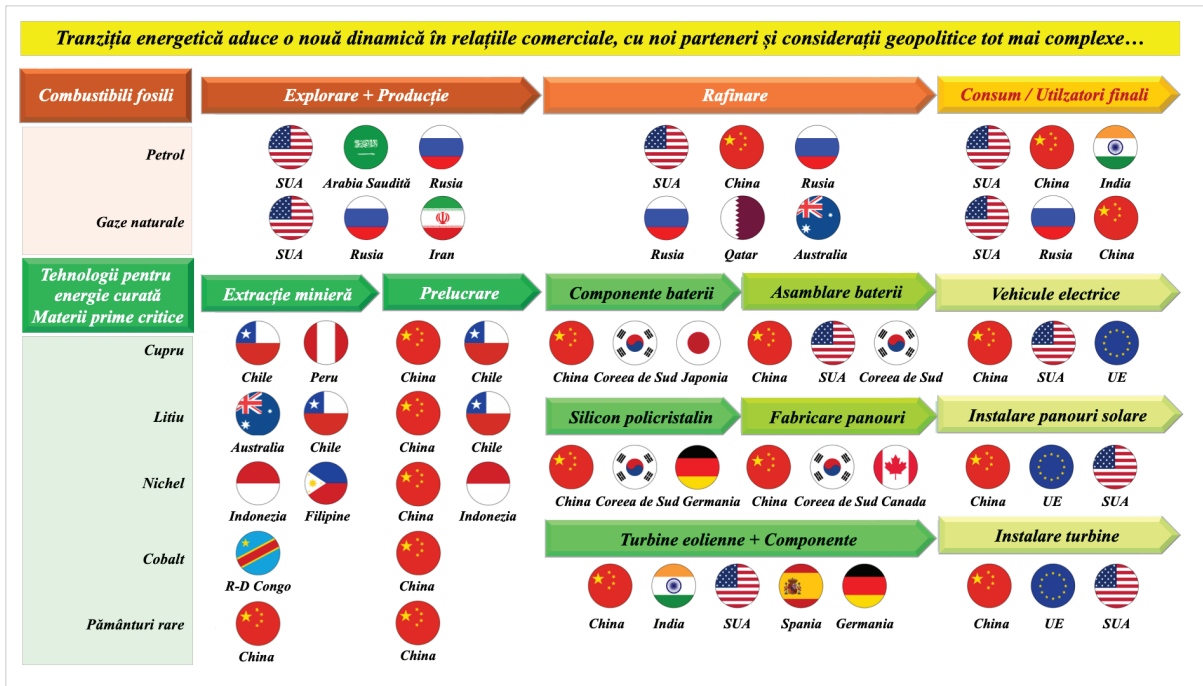 Tranziția energetică aduce o nouă dinamică în relațiile comerciale, cu noi parteneri și considerații geopolitice tot mai complexe…
Combustibili fosili
Explorare + Producție
Rafinare
Consum / Utilzatori finali
Petrol
SUA Arabia Saudită Rusia
SUA China Rusia
SUA China India
Gaze naturale
SUA Rusia Iran
Rusia Qatar Australia
SUA Rusia China
Tehnologii pentru
energie curată
Materii prime critice
Extracție minieră
Prelucrare
Componente baterii
Asamblare baterii
Vehicule electrice
Cupru
Chile Peru
China Chile
China Coreea de Sud Japonia
China SUA Coreea de Sud
China SUA UE
Litiu
Australia Chile
China Chile
Silicon policristalin
Fabricare panouri
Instalare panouri solare
Nichel
Indonezia Filipine
China Indonezia
China Coreea de Sud Germania
China Coreea de Sud Canada
China UE SUA
Turbine eoliene + Componente
Instalare turbine
Cobalt
R-D Congo
China
China India SUA Spania Germania
China UE SUA
Pământuri rare
China
China